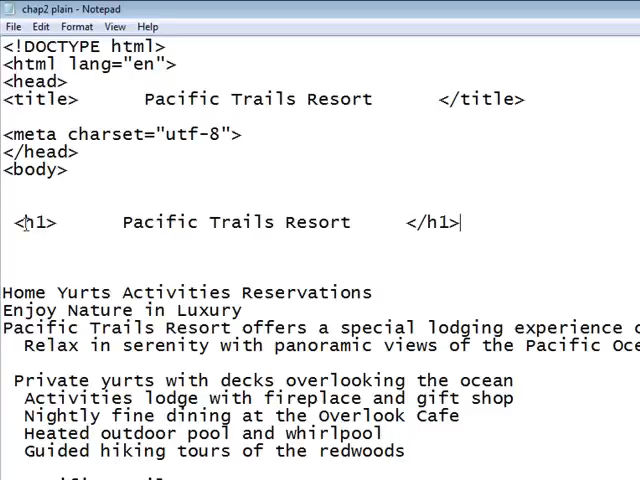 chap2 plain - Notepad
File Edit Format View Help
<!DOCTYPE html>
<html lang="en">
<head>
<title> Pacific Trails Resort </title>
<meta charset="utf-8">
</head>
<body>
<h1> Pacific Trails Resort </h1>
Home Yurts Activities Reservations
Enjoy Nature in Luxury
Pacific Trails Resort offers a special lodging experience
Relax in serenity with panoramic views of the Pacific
Private yurts with decks overlooking the ocean
Activities lodge with fireplace and gift shop
Nightly fine dining at the Overlook Cafe
Heated outdoor pool and whirlpool
Guided hiking tours of the redwoods